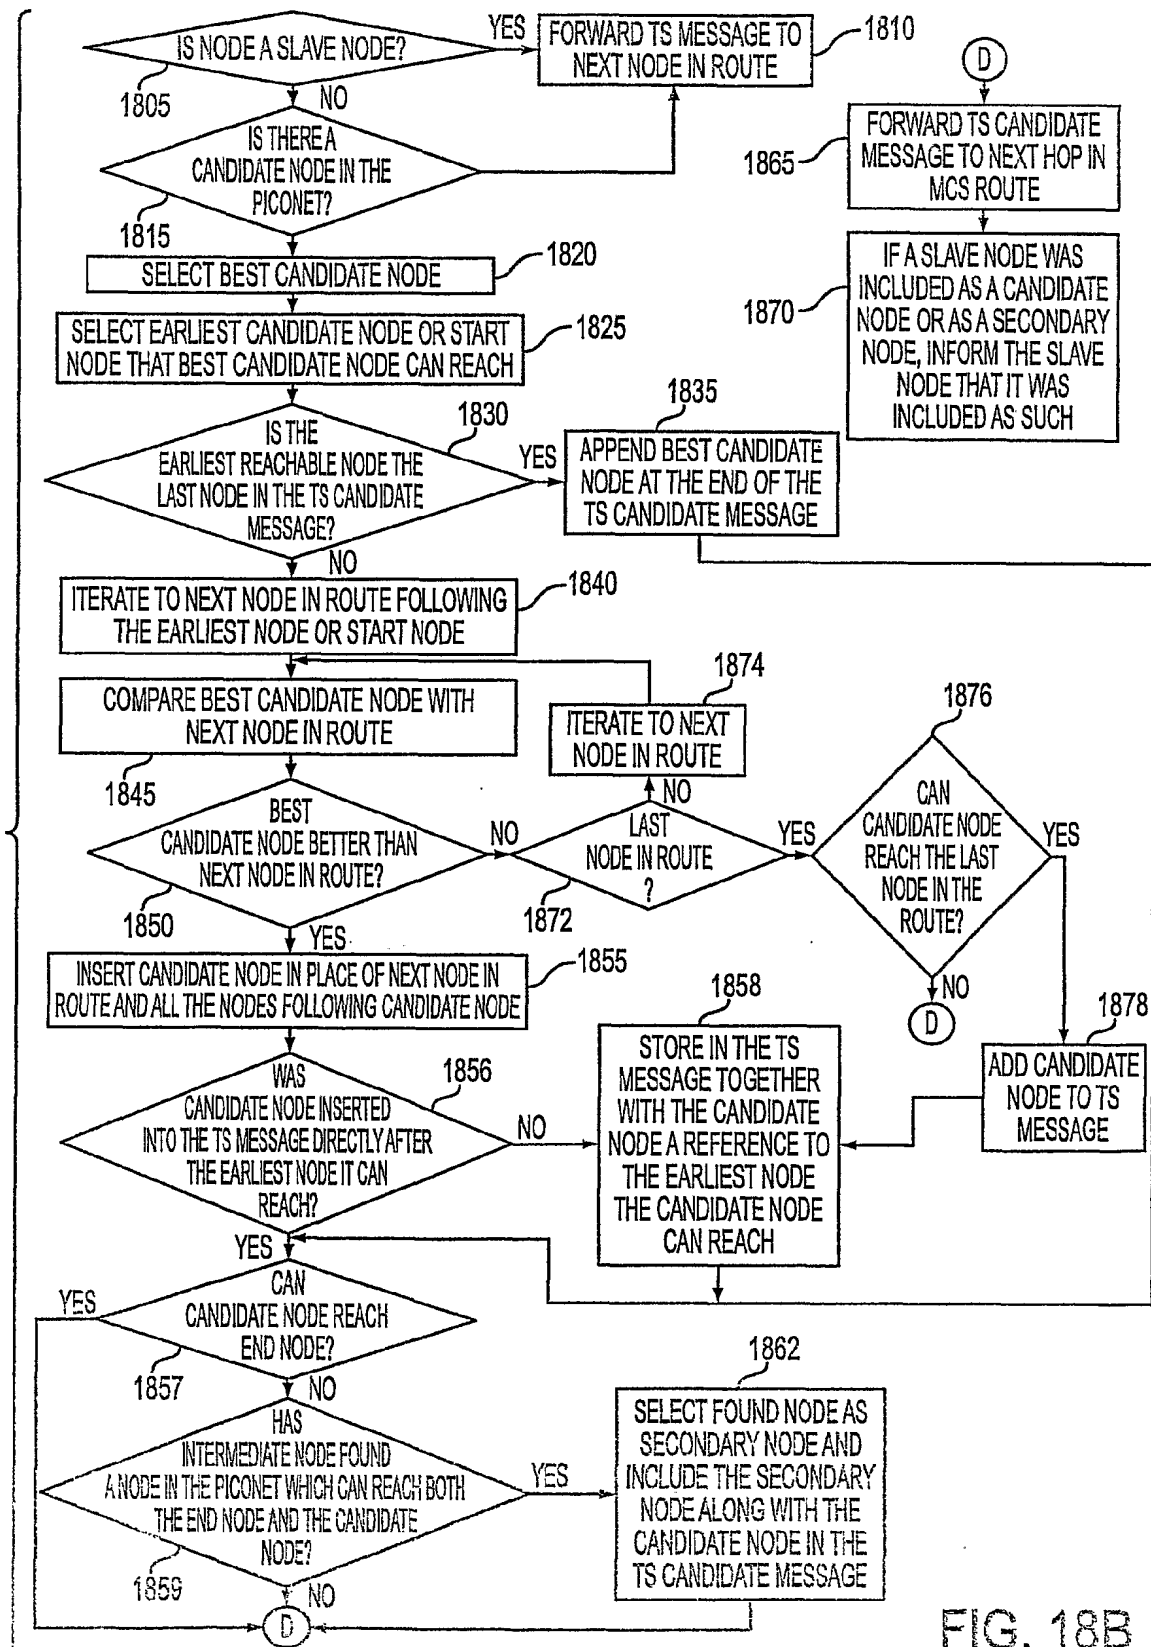 IS NODE A SLAVE NODE?
1805
YES
FORWARD TS MESSAGE TO
NEXT NODE IN ROUTE
1810
NO
IS THERE A
CANDIDATE NODE IN THE
PICONET?
1815
SELECT BEST CANDIDATE NODE
1820
SELECT EARLIEST CANDIDATE NODE OR START
NODE THAT BEST CANDIDATE NODE CAN REACH
1825
IS THE
EARLIEST REACHABLE NODE THE
LAST NODE IN THE TS CANDIDATE
MESSAGE?
1830
YES
1835
APPEND BEST CANDIDATE
NODE AT THE END OF THE
TS CANDIDATE MESSAGE
NO
ITERATE TO NEXT NODE IN ROUTE FOLLOWING
THE EARLIEST NODE OR START NODE
1840
COMPARE BEST CANDIDATE NODE WITH
NEXT NODE IN ROUTE
1845
1874
ITERATE TO NEXT
NODE IN ROUTE
NO
BEST
CANDIDATE NODE BETTER THAN
NEXT NODE IN ROUTE?
1850
NO
LAST
NODE IN ROUTE
?
1872
YES
1876
CAN
CANDIDATE NODE
REACH THE LAST
NODE IN THE
ROUTE?
YES
NO
D
1878
ADD CANDIDATE
NODE TO TS
MESSAGE
YES
INSERT CANDIDATE NODE IN PLACE OF NEXT NODE IN
ROUTE AND ALL THE NODES FOLLOWING CANDIDATE NODE
1855
WAS
CANDIDATE NODE INSERTED
INTO THE TS MESSAGE DIRECTLY AFTER
THE EARLIEST NODE IT CAN
REACH?
1856
NO
1858
STORE IN THE TS
MESSAGE TOGETHER
WITH THE CANDIDATE
NODE A REFERENCE TO
THE EARLIEST NODE
THE CANDIDATE NODE
CAN REACH
YES
CAN
CANDIDATE NODE REACH
END NODE?
YES
1857
NO
HAS
INTERMEDIATE NODE FOUND
A NODE IN THE PICONET WHICH CAN REACH BOTH
THE END NODE AND THE CANDIDATE
NODE?
1859
YES
1862
SELECT FOUND NODE AS
SECONDARY NODE AND
INCLUDE THE SECONDARY
NODE ALONG WITH THE
CANDIDATE NODE IN THE
TS CANDIDATE MESSAGE
NO
D
D
FORWARD TS CANDIDATE
MESSAGE TO NEXT HOP IN
MCS ROUTE
1865
IF A SLAVE NODE WAS
INCLUDED AS A CANDIDATE
NODE OR AS A SECONDARY
NODE, INFORM THE SLAVE
NODE THAT IT WAS
INCLUDED AS SUCH
1870
FIG. 18B